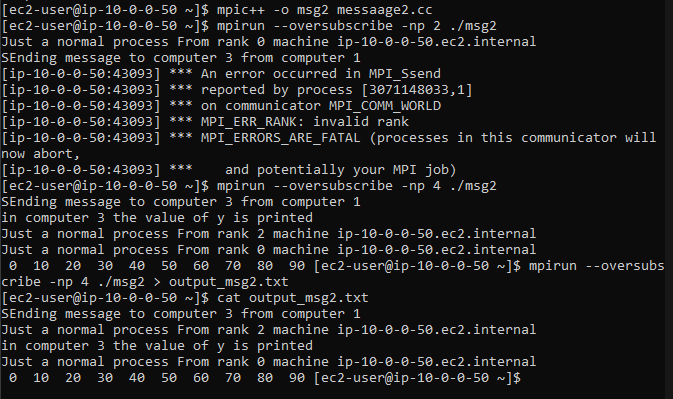 [ec2-user@ip-10-0-0-50 ~]$ mpic++ -o msg2 messaage2.cc
[ec2-user@ip-10-0-0-50 ~]$ mpirun --oversubscribe -np 2 ./msg2
Just a normal process From rank 0 machine ip-10-0-0-50.ec2.internal
SEnding message to computer 3 from computer 1
[ip-10-0-0-50:43093] *** An error occurred in MPI_Ssend
[ip-10-0-0-50:43093] *** reported by process [3071148033,1]
[ip-10-0-0-50:43093] *** on communicator MPI_COMM_WORLD
[ip-10-0-0-50:43093] *** MPI_ERR_RANK: invalid rank
[ip-10-0-0-50:43093] *** MPI_ERRORS_ARE_FATAL (processes in this communicator will
now abort,
[ip-10-0-0-50:43093] ***    and potentially your MPI job)
[ec2-user@ip-10-0-0-50 ~]$ mpirun --oversubscribe -np 4 ./msg2
SEnding message to computer 3 from computer 1
in computer 3 the value of y is printed
Just a normal process From rank 2 machine ip-10-0-0-50.ec2.internal
Just a normal process From rank 0 machine ip-10-0-0-50.ec2.internal
 0  10  20  30  40  50  60  70  80  90 [ec2-user@ip-10-0-0-50 ~]$ mpirun --oversubs
cribe -np 4 ./msg2 > output_msg2.txt
[ec2-user@ip-10-0-0-50 ~]$ cat output_msg2.txt
SEnding message to computer 3 from computer 1
Just a normal process From rank 2 machine ip-10-0-0-50.ec2.internal
in computer 3 the value of y is printed
Just a normal process From rank 0 machine ip-10-0-0-50.ec2.internal
 0  10  20  30  40  50  60  70  80  90 [ec2-user@ip-10-0-0-50 ~]$